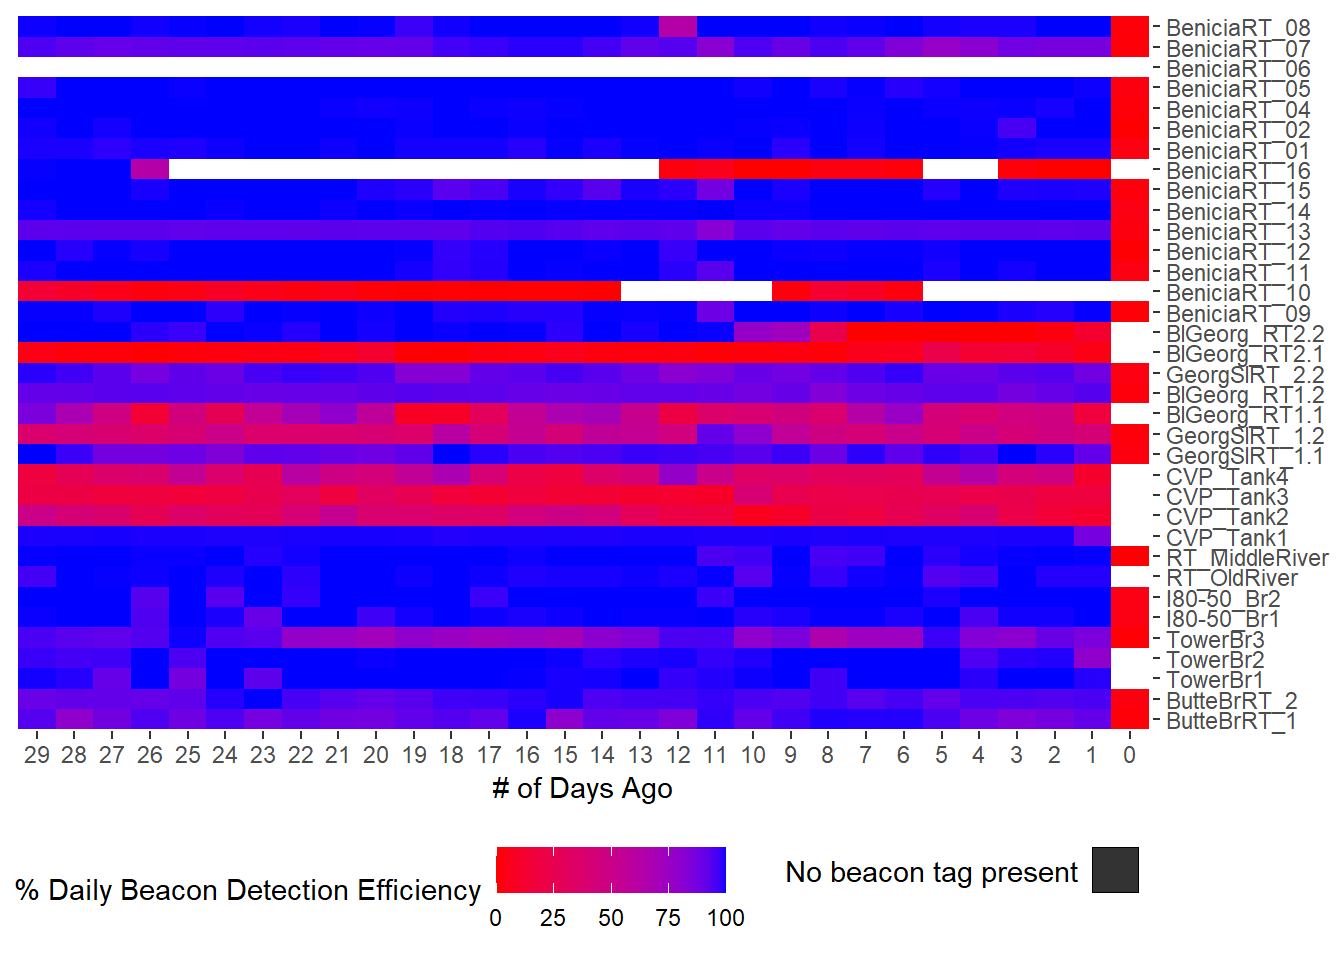 BeniciaRT_08
BeniciaRT_07
BeniciaRT_06
BeniciaRT_05
BeniciaRT_04
BeniciaRT_02
BeniciaRT_01
BeniciaRT_16
BeniciaRT_15
BeniciaRT_14
BeniciaRT_13
BeniciaRT_12
BeniciaRT_11
BeniciaRT_10
BeniciaRT_09
BlGeorg_RT2.2
BlGeorg_RT2.1
GeorgSlRT_2.2
BlGeorg_RT1.2
BlGeorg_RT1.1
GeorgSlRT_1.2
GeorgSlRT_1.1
CVP_Tank4
CVP_Tank3
CVP_Tank2
CVP_Tank1
RT_MiddleRiver
RT_OldRiver
I80-50_Br2
I80-50_Br1
TowerBr3
TowerBr2
TowerBr1
ButteBrRT_2
ButteBrRT_1
29 28 27 26 25 24 23 22 21 20 19 18 17 16 15 14 13 12 11 10 9 8 7 6 5 4 3 2 1 0
# of Days Ago
% Daily Beacon Detection Efficiency
0 25 50 75 100
No beacon tag present